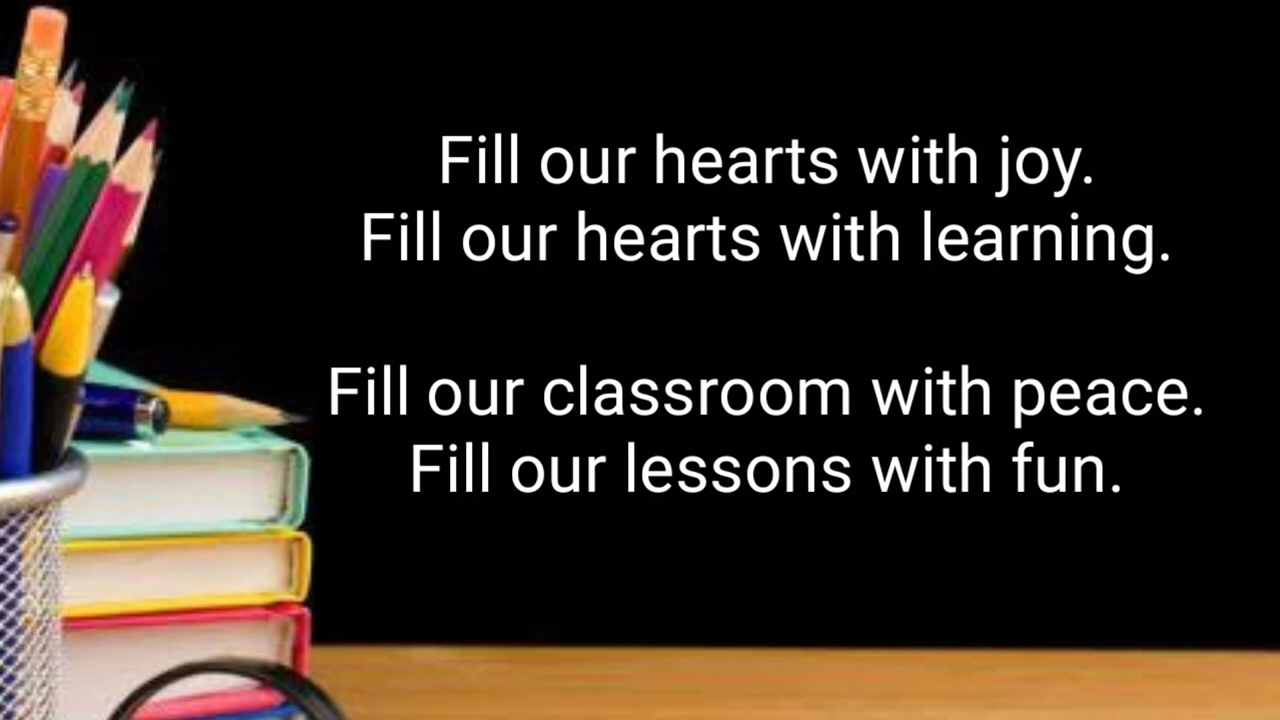 Fill our hearts with joy.
Fill our hearts with learning.
Fill our classroom with peace.
Fill our lessons with fun.